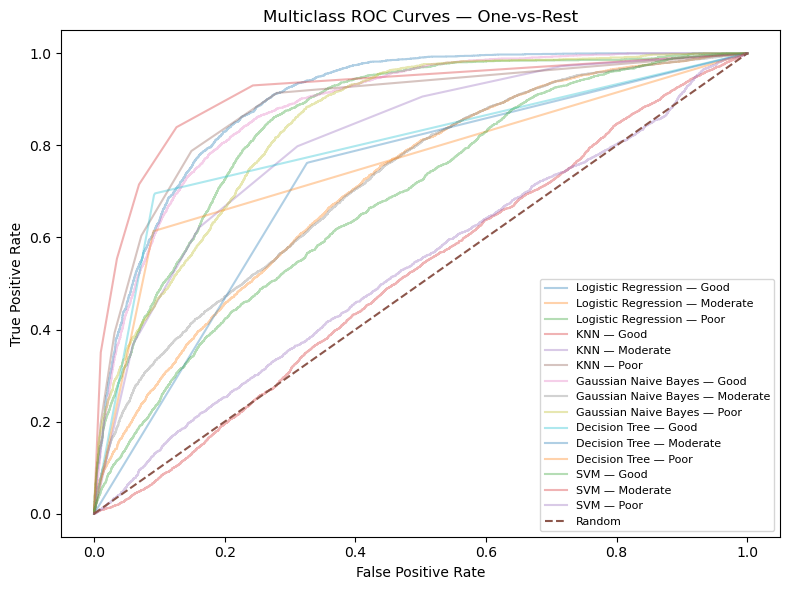 Multiclass ROC Curves — One-vs-Rest
True Positive Rate
1.0
0.8
0.6
0.4
0.2
0.0
Logistic Regression — Good
Logistic Regression — Moderate
Logistic Regression — Poor
KNN — Good
KNN — Moderate
KNN — Poor
Gaussian Naive Bayes — Good
Gaussian Naive Bayes — Moderate
Gaussian Naive Bayes — Poor
Decision Tree — Good
Decision Tree — Moderate
Decision Tree — Poor
SVM — Good
SVM — Moderate
SVM — Poor
Random
0.0 0.2 0.4 0.6 0.8 1.0
False Positive Rate